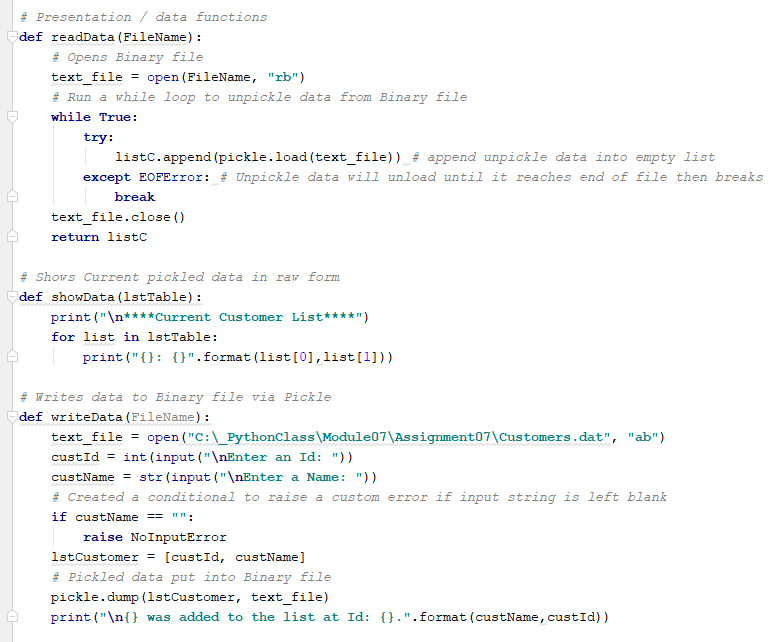 # Presentation / data functions
def readData(FileName):
    # Opens Binary file
    text_file = open(FileName, "rb")
    # Run a while loop to unpickle data from Binary file
    while True:
        try:
            listC.append(pickle.load(text_file)) # append unpickle data into empty list
        except EOFError: # Unpickle data will unload until it reaches end of file then breaks
            break
    text_file.close()
    return listC

# Shows Current pickled data in raw form
def showData(lstTable):
    print("\n****Current Customer List****")
    for list in lstTable:
        print("{}: {}".format(list[0],list[1]))

# Writes data to Binary file via Pickle
def writeData(FileName):
    text_file = open("C:\_PythonClass\Module07\Assignment07\Customers.dat", "ab")
    custId = int(input("\nEnter an Id: "))
    custName = str(input("\nEnter a Name: "))
    # Created a conditional to raise a custom error if input string is left blank
    if custName == "":
        raise NoInputError
    lstCustomer = [custId, custName]
    # Pickled data put into Binary file
    pickle.dump(lstCustomer, text_file)
    print("\n{} was added to the list at Id: {}.".format(custName,custId))